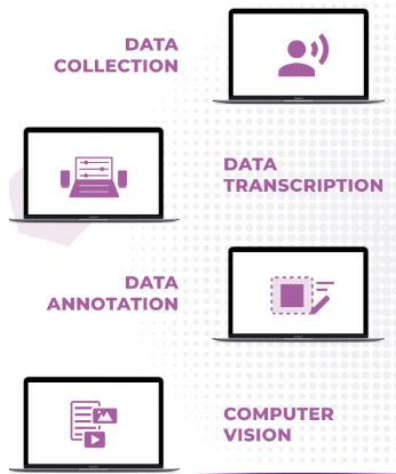 DATA
COLLECTION
DATA
TRANSCRIPTION
DATA
ANNOTATION
COMPUTER
VISION